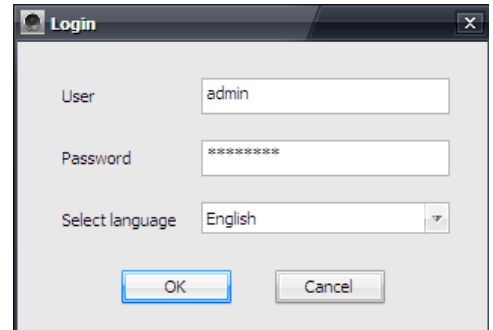 Login
User
admin
Password
********
Select language
English
OK
Cancel